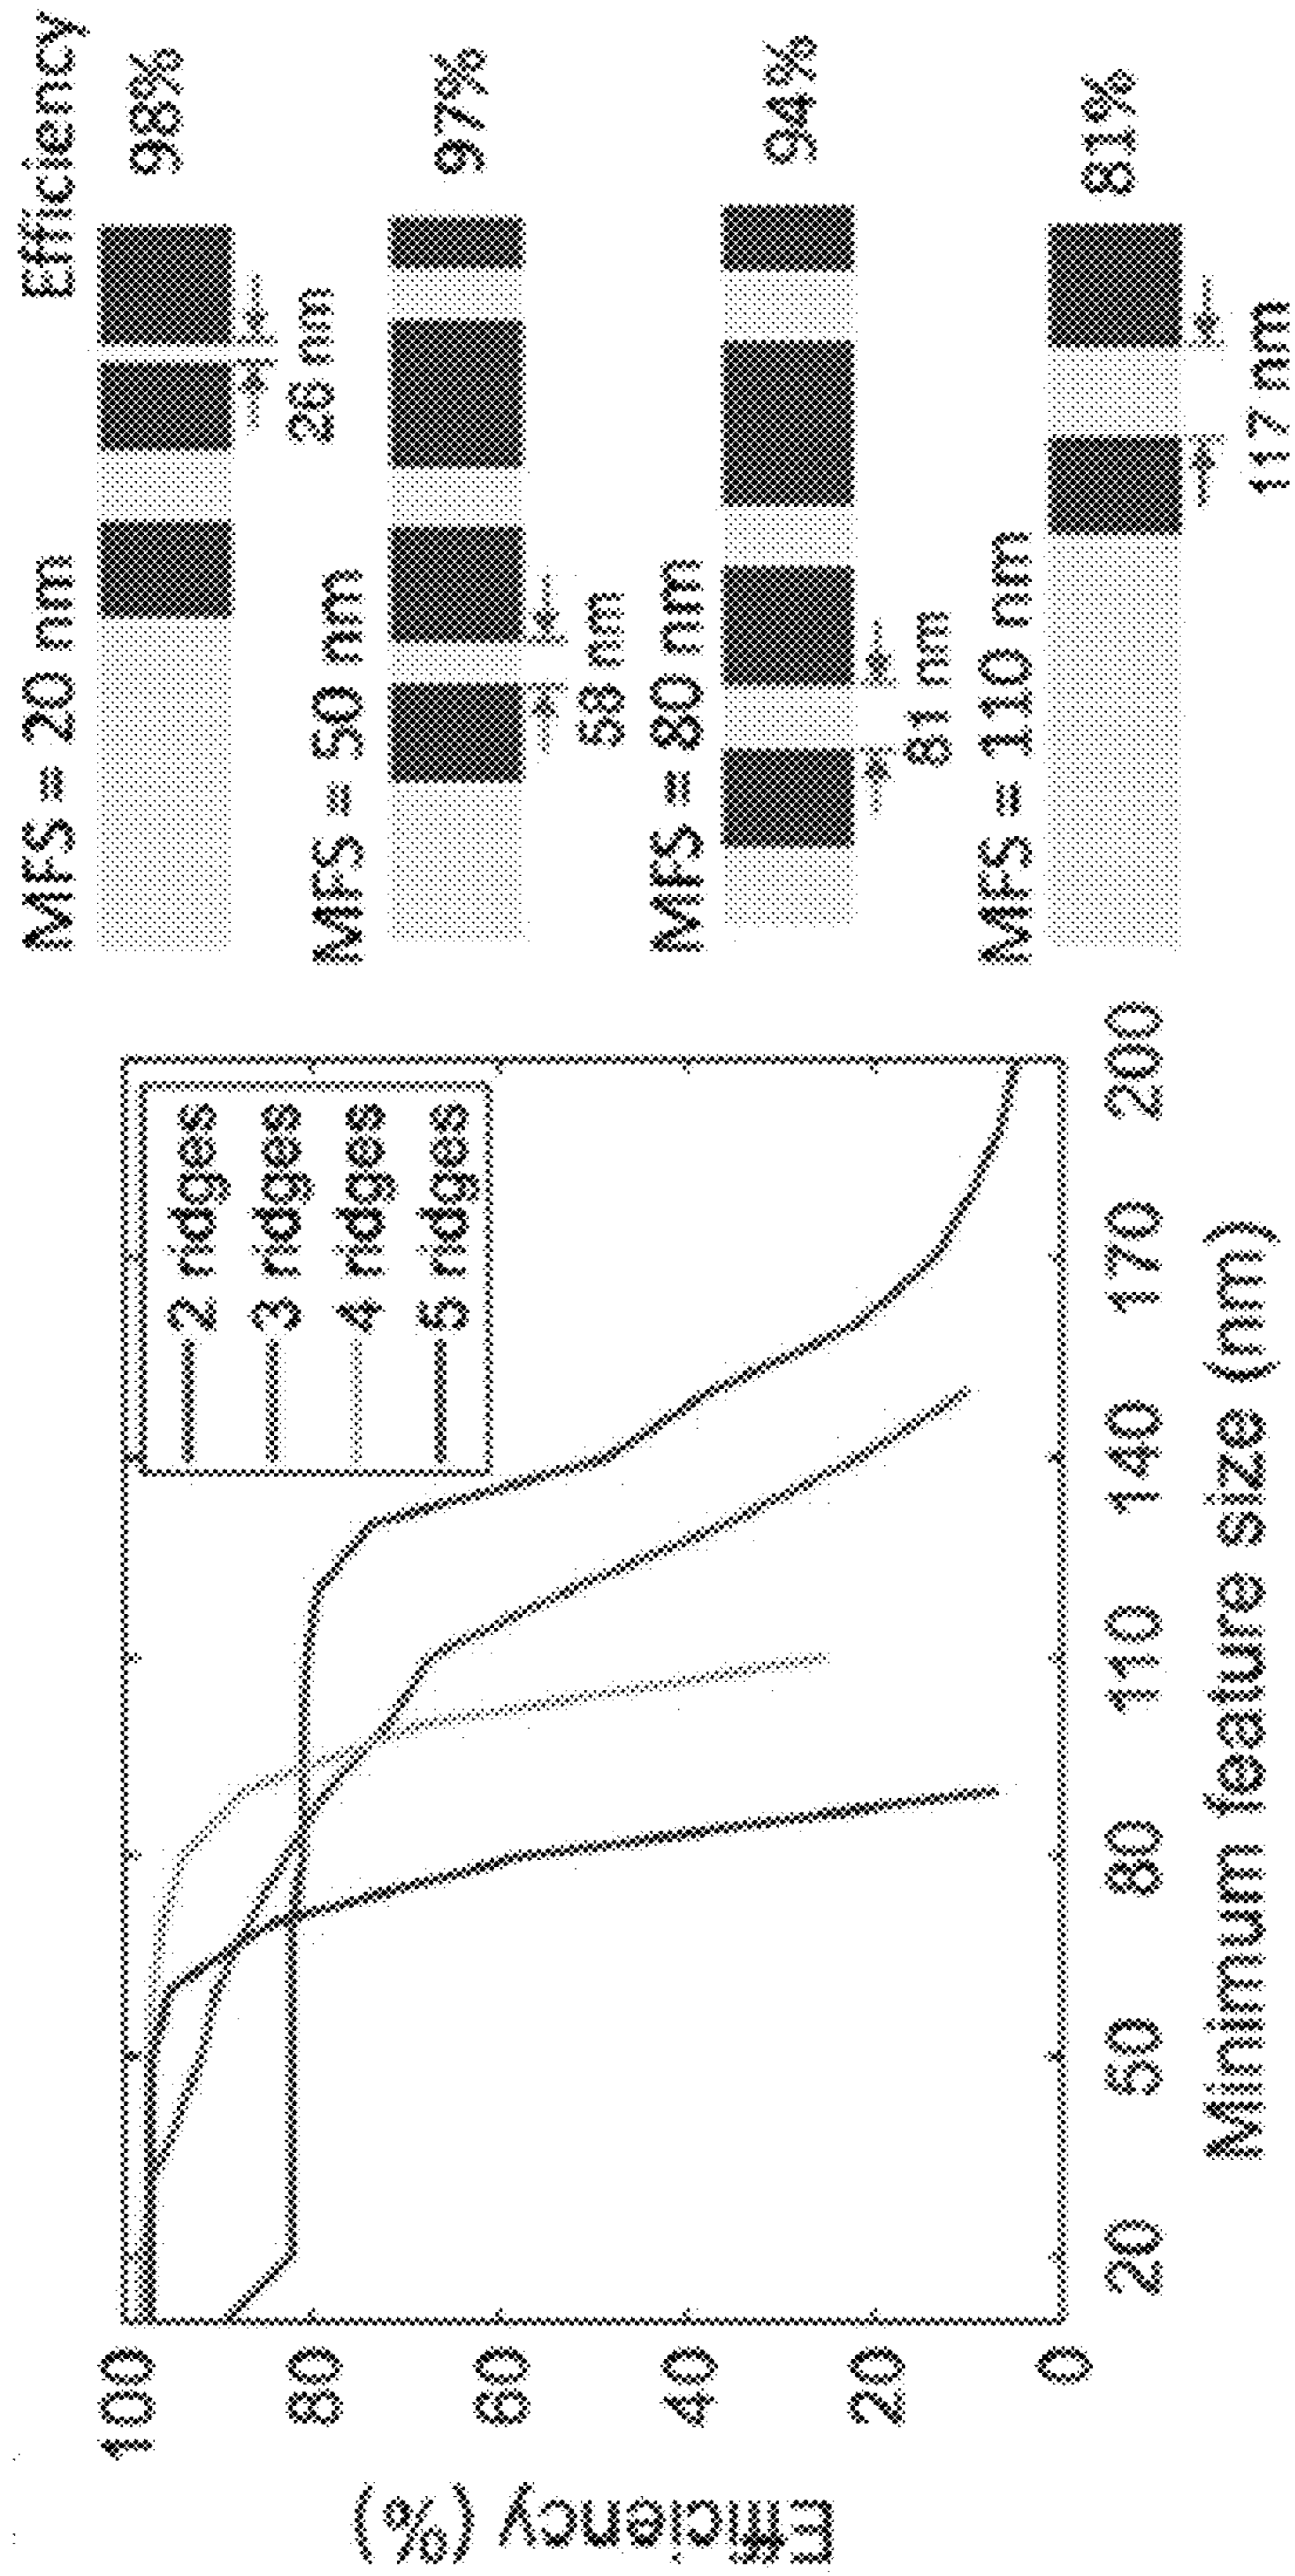 Efficiency (%)
100
80
60
40
20
0
20
50
80
110
140
170
200
Minimum feature size (nm)
2 ridges
3 ridges
4 ridges
5 ridges
MFS = 20 nm
Efficiency
98%
26 nm
MFS = 50 nm
97%
58 nm
MFS = 80 nm
94%
81 nm
MFS = 110 nm
81%
117 nm